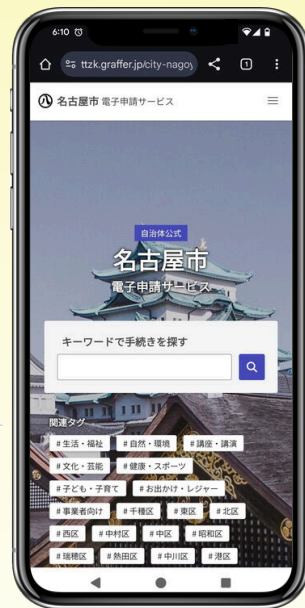 6:10
ttzk.graffer.jp/city-nagoy
1
名古屋市 電子申請サービス
自治体公式
名古屋市
電子申請サービス
キーワードで手続きを探す
関連タグ
# 生活・福祉 # 自然・環境 # 講座・講演
# 文化・芸能 # 健康・スポーツ
# 子ども・子育て # お出かけ・レジャー
# 事業者向け # 千種区 # 東区 # 北区
# 西区 # 中村区 # 中区 # 昭和区
# 瑞穂区 # 熱田区 # 中川区 # 港区